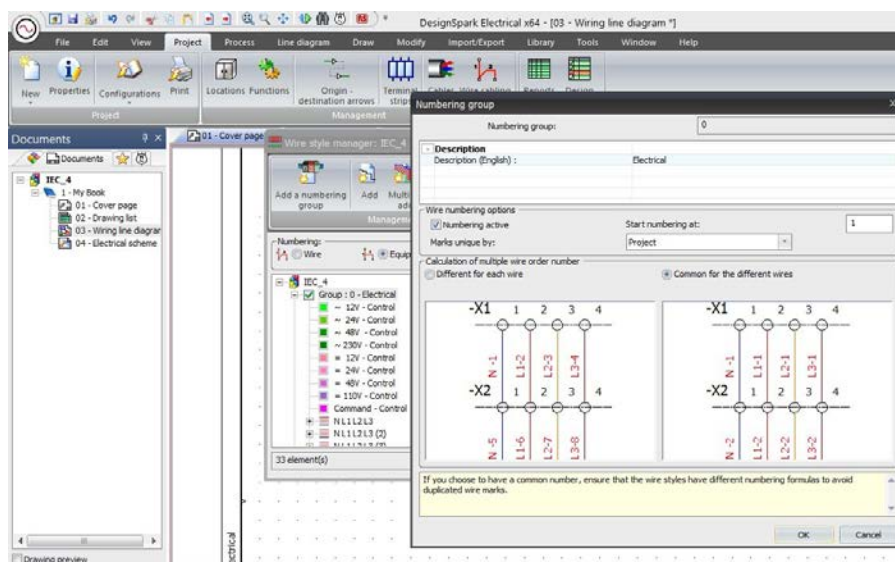 DesignSpark Electrical x64 - [03 - Wiring line diagram *]
File Edit View Project Process Line diagram Draw Modify Import/Export Library Tools Window Help
New Properties Configurations Print Locations Functions Origin - destination arrows Terminal strips Cables Wire cabling Reports Design
Project Management
Numbering group
Numbering group: 0
Description
Description (English) : Electrical
Wire numbering options
Numbering active Start numbering at: 1
Marks unique by: Project
Calculation of multiple wire order number
Different for each wire Common for the different wires
-X1 1 2 3 4
N -1 L1-2 L2-3 L3-4
-X2 1 2 3 4
N -5 L1-6 L2-7 L3-8
-X1 1 2 3 4
N -1 L1-1 L2-1 L3-1
-X2 1 2 3 4
N -2 L1-2 L2-2 L3-2
If you choose to have a common number, ensure that the wire styles have different numbering formulas to avoid
duplicated wire marks.
OK Cancel
Documents
Documents
IEC_4
1 - My Book
01 - Cover page
02 - Drawing list
03 - Wiring line diagrar
04 - Electrical scheme
Drawing preview
01 - Cover page
Wire style manager: IEC_4
Add a numbering group Add Multi add
Manageme
Numbering:
Wire Equip
IEC_4
Group : 0 - Electrical
~ 12V - Control
~ 24V - Control
~ 48V - Control
~ 230V - Control
= 12V - Control
= 24V - Control
= 48V - Control
= 110V - Control
Command - Control
N L1 L2 L3
N L1 L2 L3 (2)
33 element(s)
ctrical